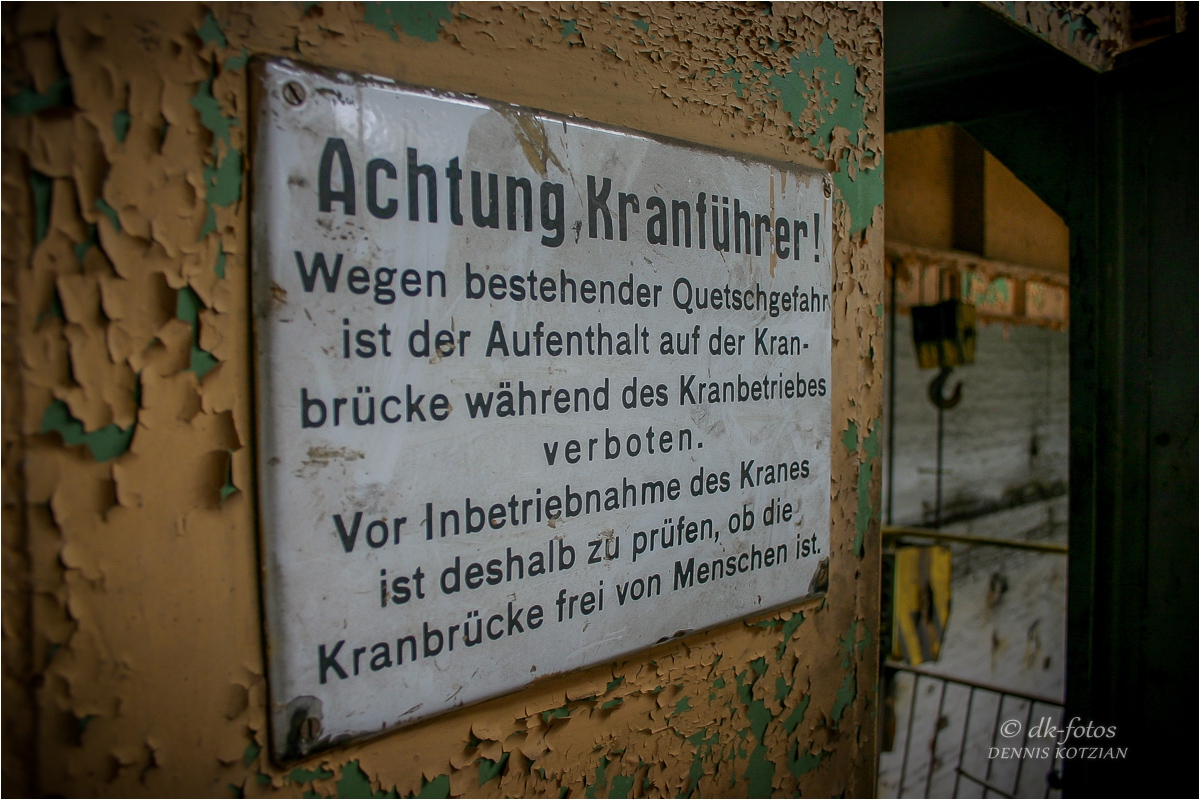 Achtung, Kranführer!
Wegen bestehender Quetschgefahr
ist der Aufenthalt auf der Kran-
brücke während des Kranbetriebes
verboten.
Vor Inbetriebnahme des Kranes
ist deshalb zu prüfen, ob die
Kranbrücke frei von Menschen ist.
© dk-fotos
DENNIS KOTZIAN